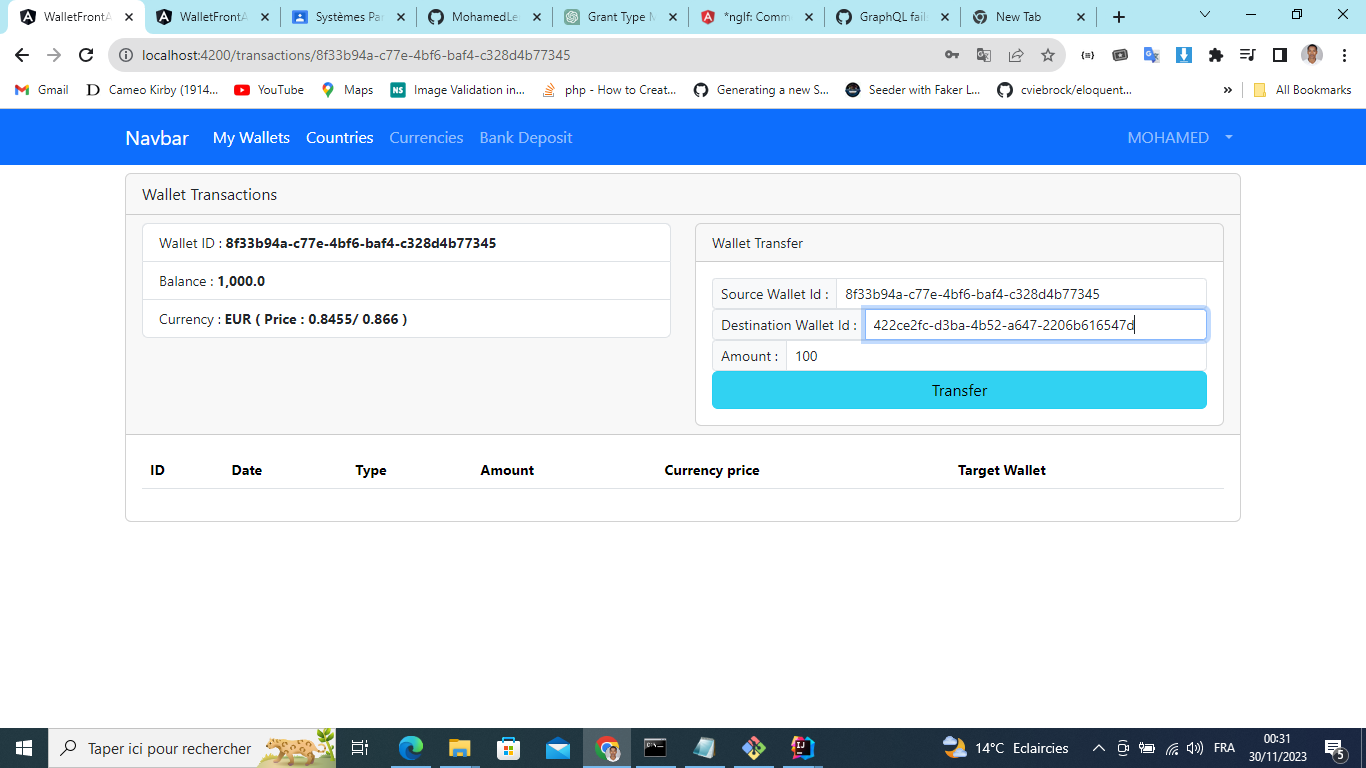 WalletFrontA
WalletFrontA
Systèmes Pa
MohamedLe
Grant Type M
*ngIf: Comm
GraphQL fail
New Tab
localhost:4200/transactions/8f33b94a-c77e-4bf6-baf4-c328d4b77345
Gmail
Cameo Kirby (1914...
YouTube
Maps
NS
Image Validation in...
php - How to Creat...
Generating a new S...
Seeder with Faker L...
cviebrock/eloquent...
»
All Bookmarks
Navbar My Wallets Countries Currencies Bank Deposit MOHAMED
Wallet Transactions
Wallet ID : 8f33b94a-c77e-4bf6-baf4-c328d4b77345
Balance : 1,000.0
Currency : EUR ( Price : 0.8455/ 0.866 )
Wallet Transfer
Source Wallet Id : 8f33b94a-c77e-4bf6-baf4-c328d4b77345
Destination Wallet Id : 422ce2fc-d3ba-4b52-a647-2206b616547d
Amount : 100
Transfer
ID Date Type Amount Currency price Target Wallet
Taper ici pour rechercher
14°C Eclaircies
FRA
00:31
30/11/2023
5